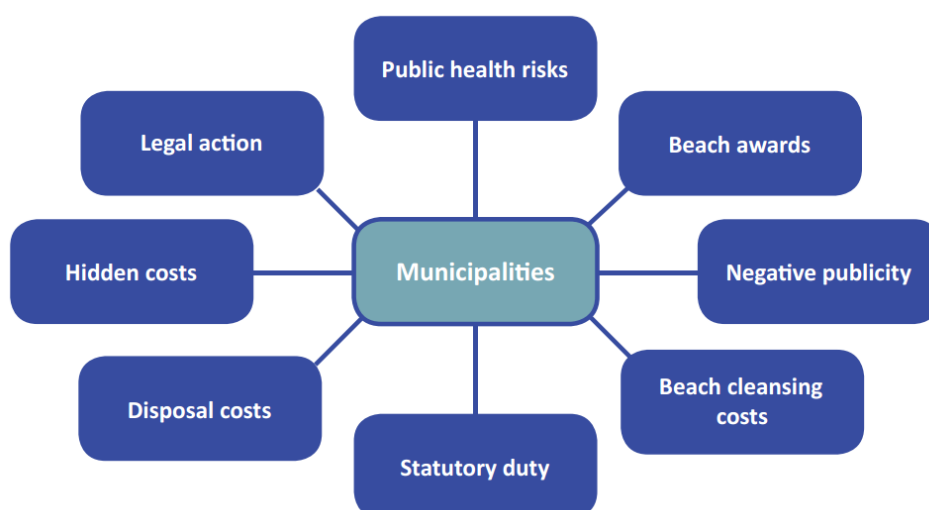 Public health risks
Legal action
Beach awards
Hidden costs
Municipalities
Negative publicity
Disposal costs
Beach cleansing
costs
Statutory duty